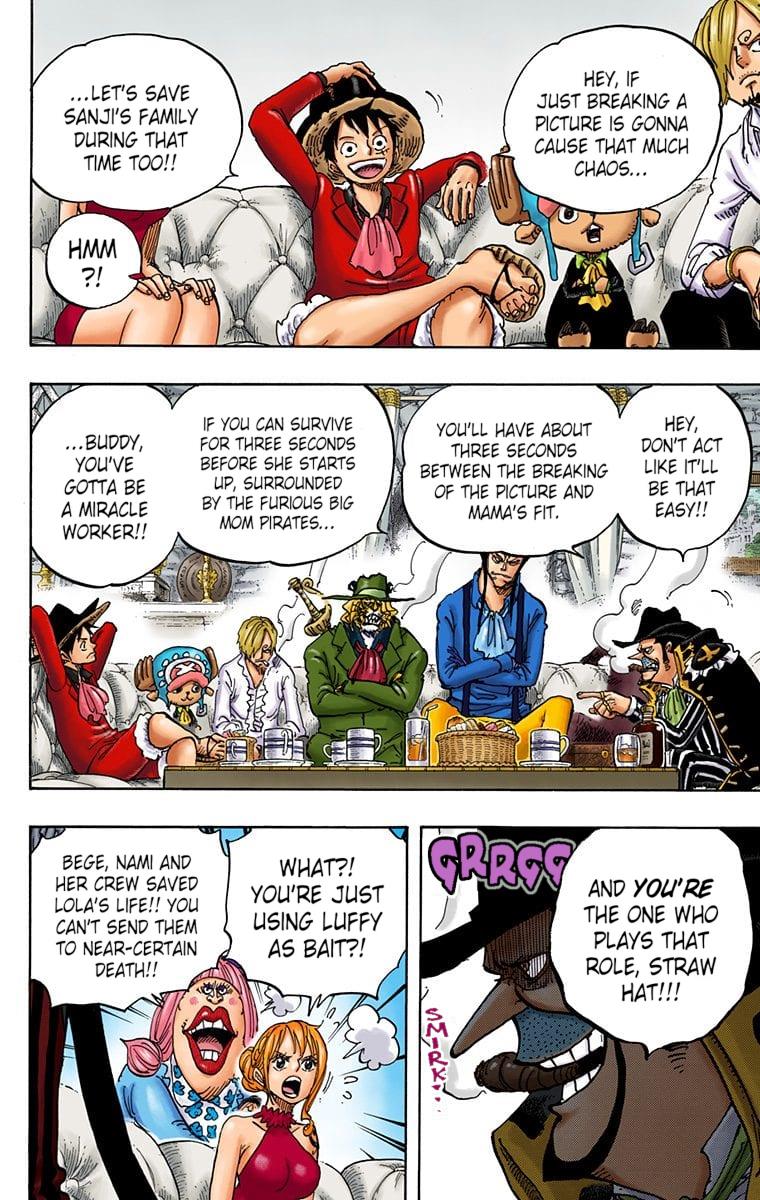 HEY, IF
JUST BREAKING A
PICTURE IS GONNA
CAUSE THAT MUCH
CHAOS...
...LET'S SAVE
SANJI'S FAMILY
DURING THAT
TIME TOO!!
HMM
?!
HEY,
DON'T ACT
LIKE IT'LL
BE THAT
EASY!!
YOU'LL HAVE ABOUT
THREE SECONDS
BETWEEN THE BREAKING
OF THE PICTURE AND
MAMA'S FIT.
IF YOU CAN SURVIVE
FOR THREE SECONDS
BEFORE SHE STARTS
UP, SURROUNDED
BY THE FURIOUS BIG
MOM PIRATES...
...BUDDY,
YOU'VE
GOTTA BE
A MIRACLE
WORKER!!
AND YOU'RE
THE ONE WHO
PLAYS THAT
ROLE, STRAW
HAT!!!
GRRGG
SMIRK...
WHAT?!
YOU'RE JUST
USING LUFFY
AS BAIT?!
BEGE, NAMI AND
HER CREW SAVED
LOLA'S LIFE!! YOU
CAN'T SEND THEM
TO NEAR-CERTAIN
DEATH!!